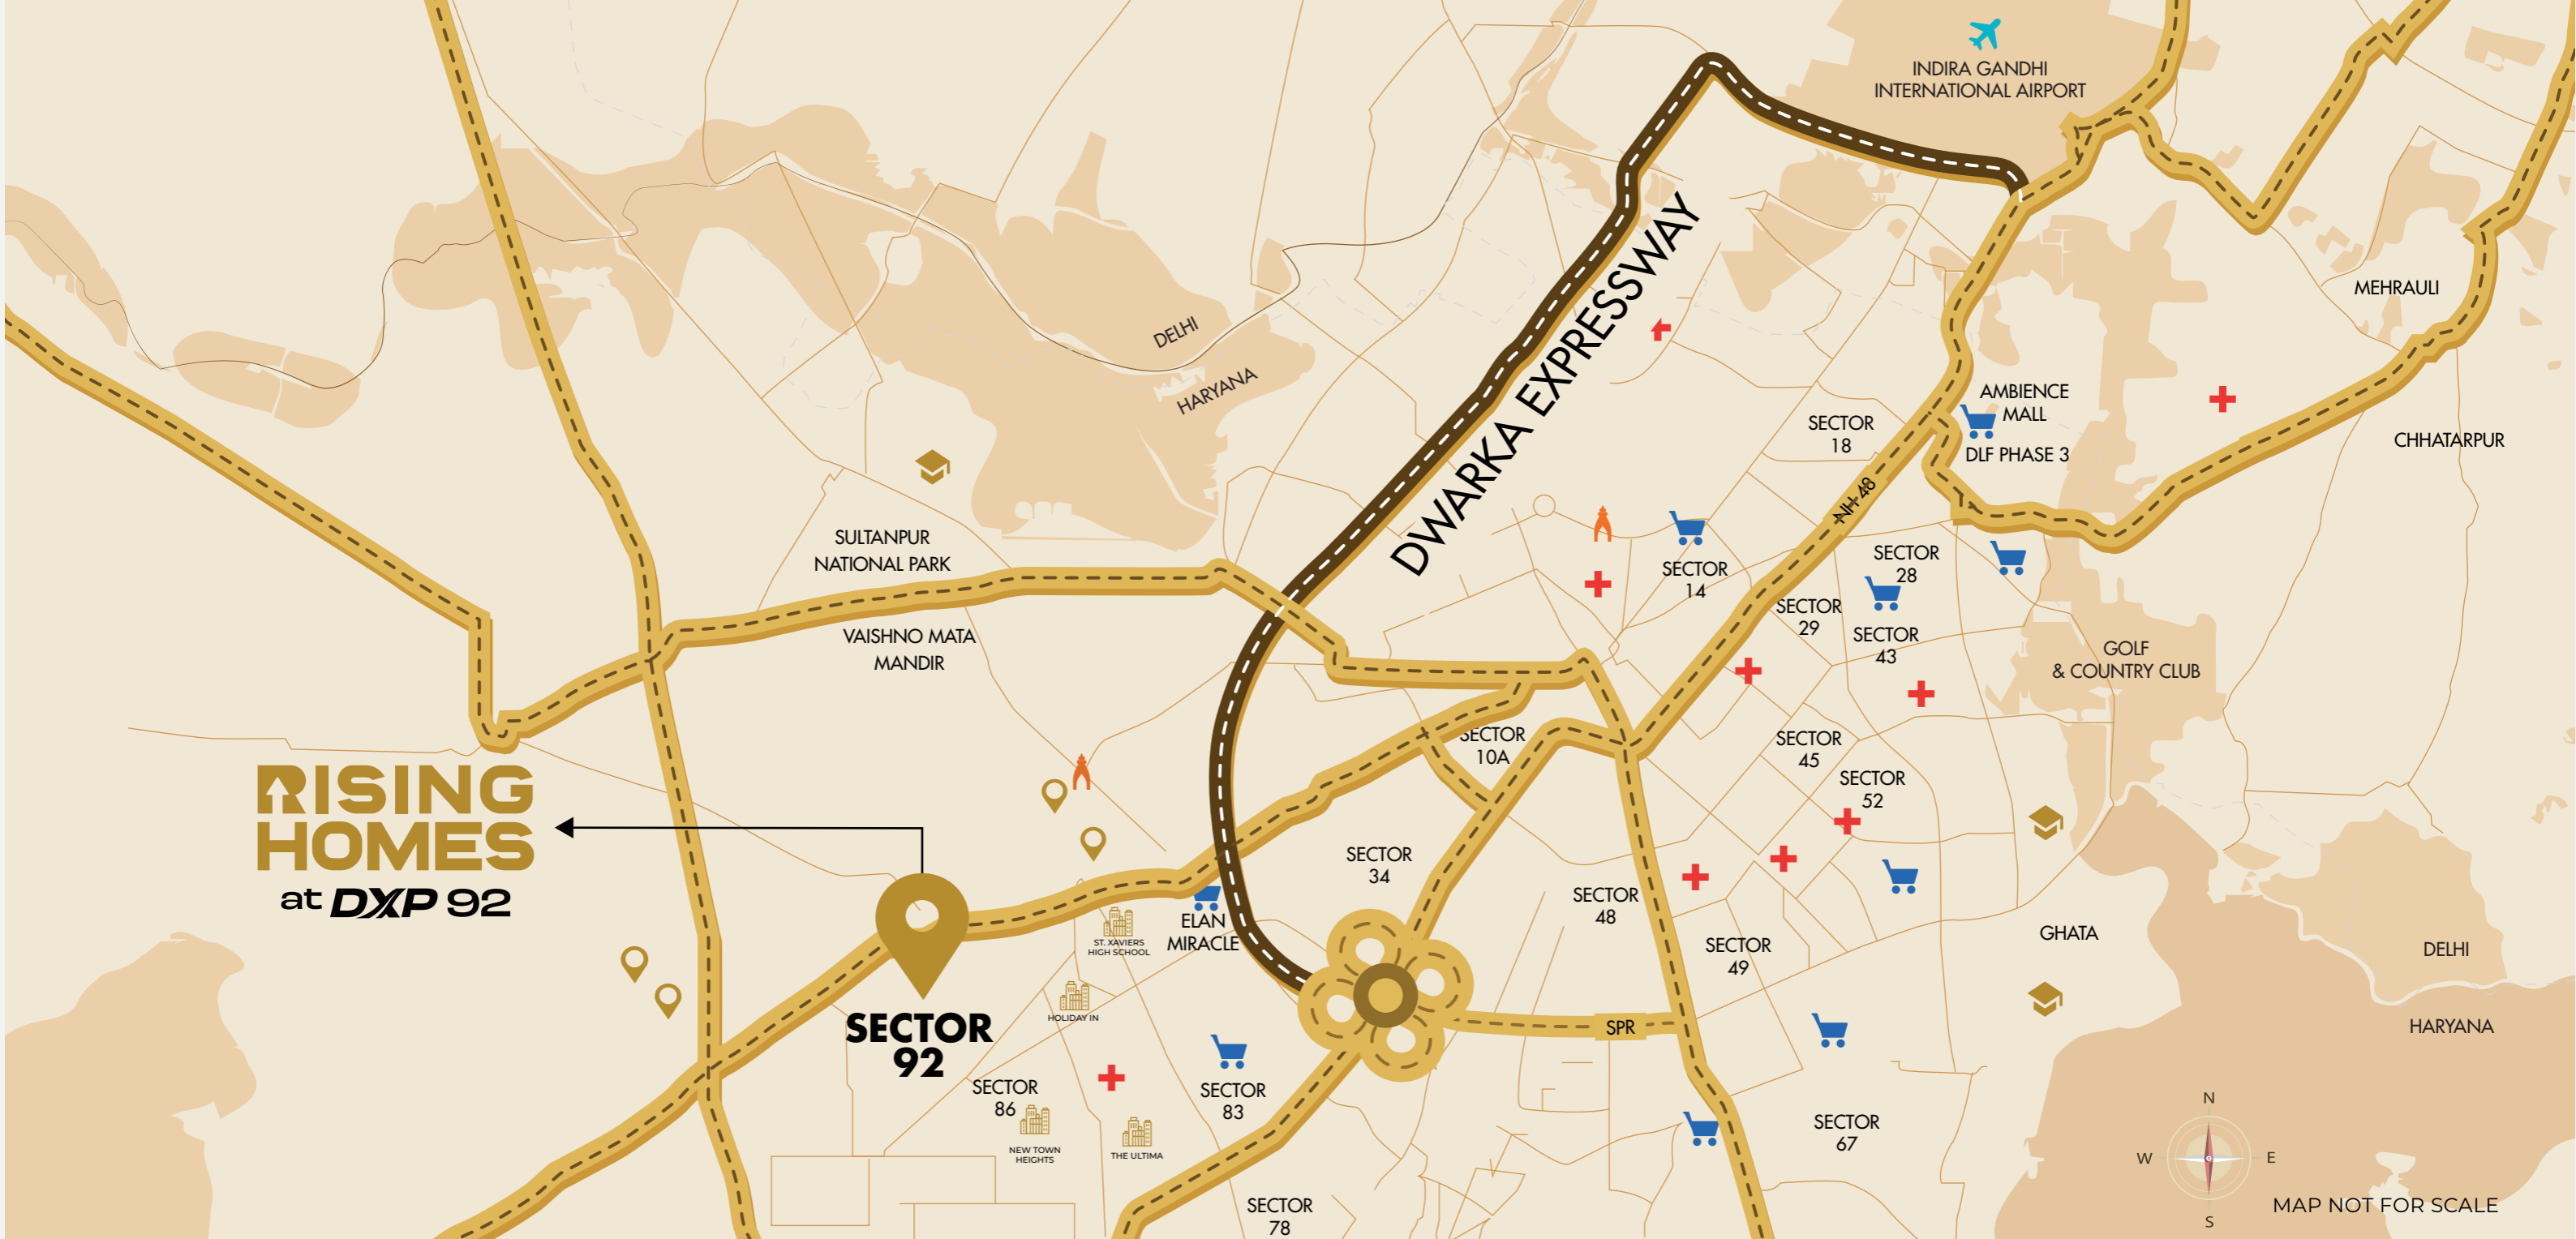 INDIRA GANDHI
INTERNATIONAL AIRPORT
DWARKA EXPRESSWAY
MEHRAULI
DELHI
HARYANA
AMBIENCE
MALL
DLF PHASE 3
SECTOR
18
CHHATARPUR
NH-48
SULTANPUR
NATIONAL PARK
SECTOR
14
SECTOR
28
SECTOR
29
SECTOR
43
VAISHNO MATA
MANDIR
GOLF
& COUNTRY CLUB
SECTOR
10A
SECTOR
45
SECTOR
52
RISING
HOMES
at DXP 92
SECTOR
34
SECTOR
48
ELAN
MIRACLE
ST. XAVIERS
HIGH SCHOOL
SECTOR
49
GHATA
DELHI
HARYANA
HOLIDAY IN
SPR
SECTOR
92
SECTOR
86
SECTOR
83
NEW TOWN
HEIGHTS
THE ULTIMA
SECTOR
67
SECTOR
78
N
W
E
S
MAP NOT FOR SCALE